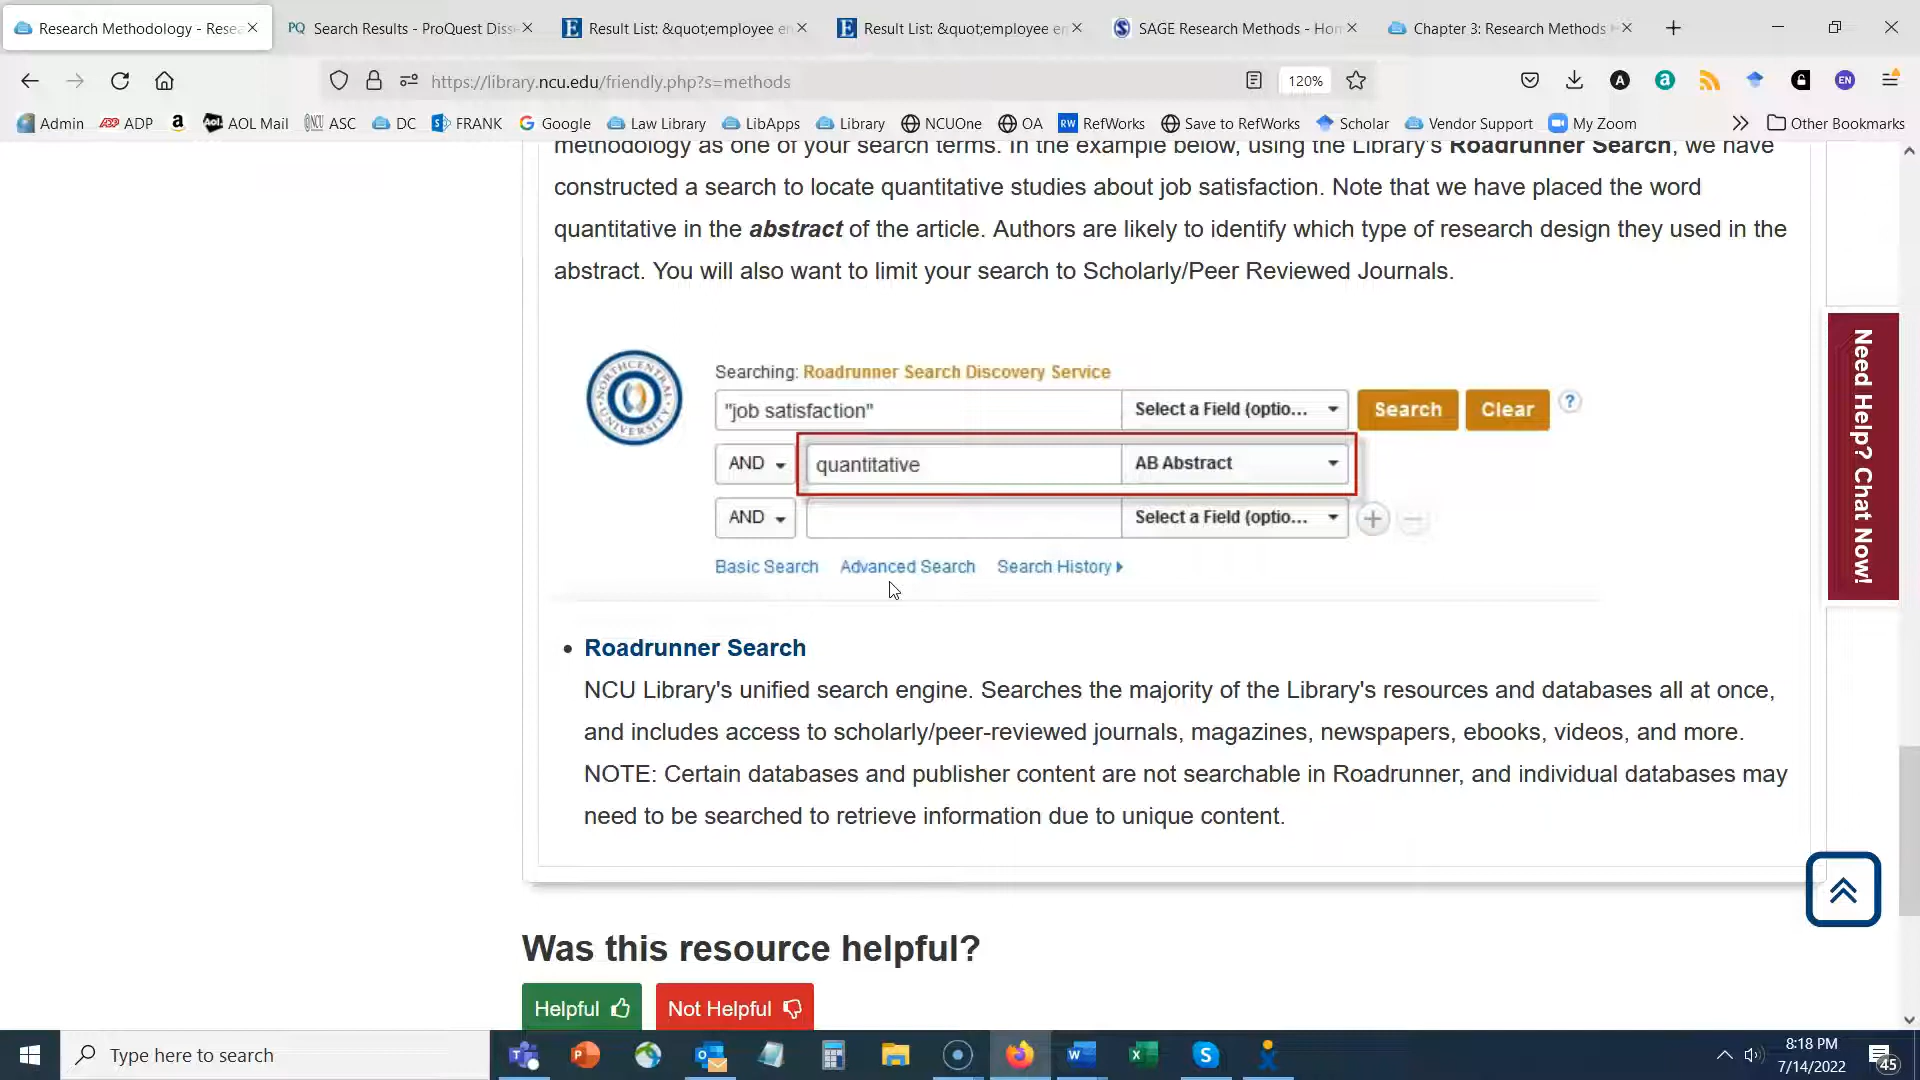 Research Methodology - Resea
Search Results - ProQuest Disse
Result List: &quot;employee en
Result List: &quot;employee en
SAGE Research Methods - Hom
Chapter 3: Research Methods
https://library.ncu.edu/friendly.php?s=methods
120%
Admin
ADP
AOL Mail
ASC
DC
FRANK
Google
Law Library
LibApps
Library
NCUOne
OA
RefWorks
Save to RefWorks
Scholar
Vendor Support
My Zoom
Other Bookmarks
methodology as one of your search terms. In the example below, using the Library's Roadrunner Search, we have
constructed a search to locate quantitative studies about job satisfaction. Note that we have placed the word
quantitative in the abstract of the article. Authors are likely to identify which type of research design they used in the
abstract. You will also want to limit your search to Scholarly/Peer Reviewed Journals.
NORTHCENTRAL UNIVERSITY
Searching: Roadrunner Search Discovery Service
"job satisfaction" Select a Field (optio... Search Clear ?
AND quantitative AB Abstract
AND Select a Field (optio...
Basic Search Advanced Search Search History
Need Help? Chat Now!
• Roadrunner Search
NCU Library's unified search engine. Searches the majority of the Library's resources and databases all at once,
and includes access to scholarly/peer-reviewed journals, magazines, newspapers, ebooks, videos, and more.
NOTE: Certain databases and publisher content are not searchable in Roadrunner, and individual databases may
need to be searched to retrieve information due to unique content.
Was this resource helpful?
Helpful Not Helpful
Type here to search
8:18 PM
7/14/2022
45